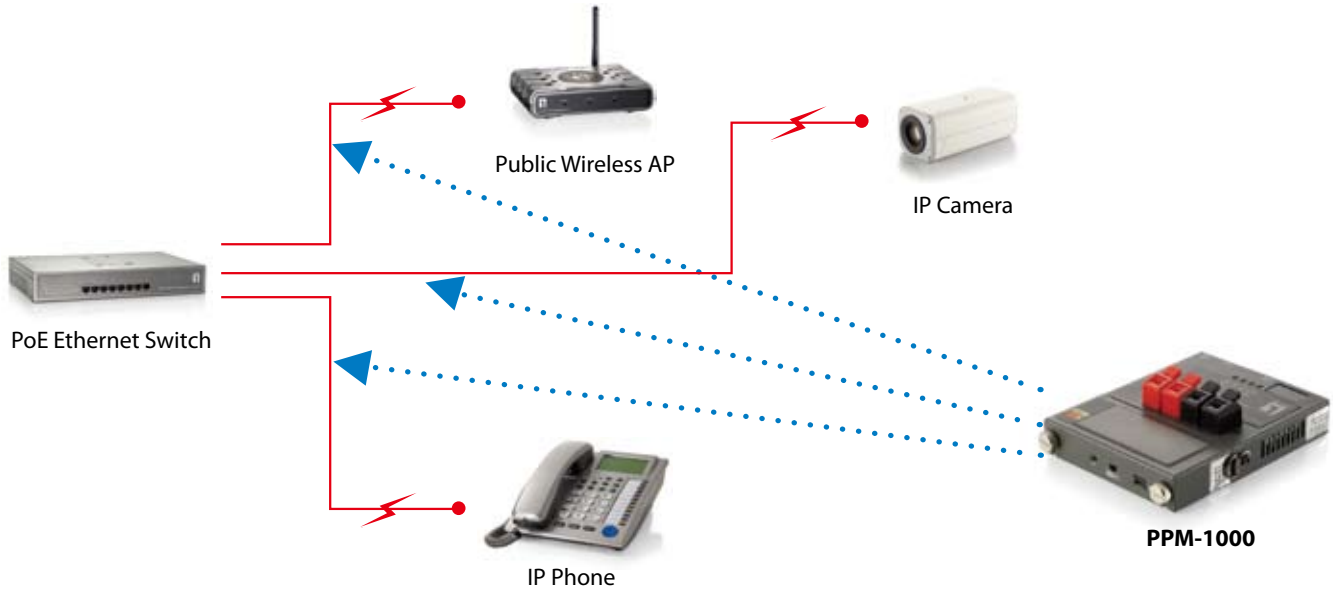 Public Wireless AP
IP Camera
PoE Ethernet Switch
PPM-1000
IP Phone